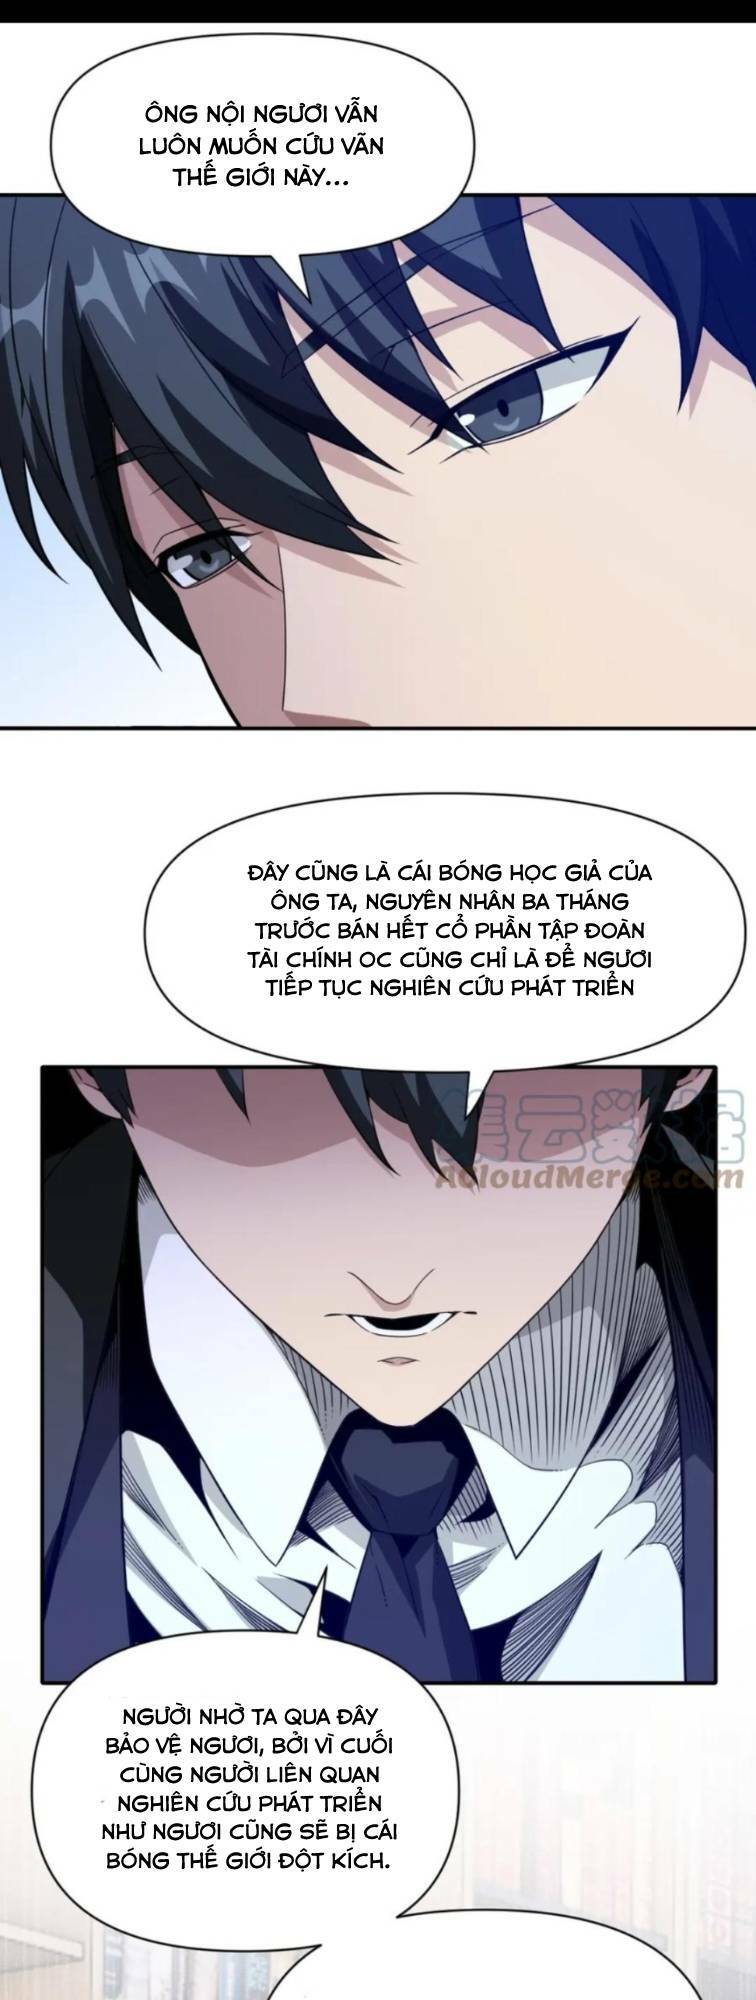 ÔNG NỘI NGƯƠI VẪN
LUÔN MUỐN CỨU VÃN
THẾ GIỚI NÀY...
ĐÂY CŨNG LÀ CÁI BÓNG HỌC GIẢ CỦA
ÔNG TA, NGUYÊN NHÂN BA THÁNG
TRƯỚC BÁN HẾT CỔ PHẦN TẬP ĐOÀN
TÀI CHÍNH OC CŨNG CHỈ LÀ ĐỂ NGƯƠI
TIẾP TỤC NGHIÊN CỨU PHÁT TRIỂN
集云数据
AcloudMerge.com
NGƯỜI NHỜ TA QUA ĐÂY
BẢO VỆ NGƯƠI, BỞI VÌ CUỐI
CÙNG NGƯỜI LIÊN QUAN
NGHIÊN CỨU PHÁT TRIỂN
NHƯ NGƯƠI CŨNG SẼ BỊ CÁI
BÓNG THẾ GIỚI ĐỘT KÍCH.